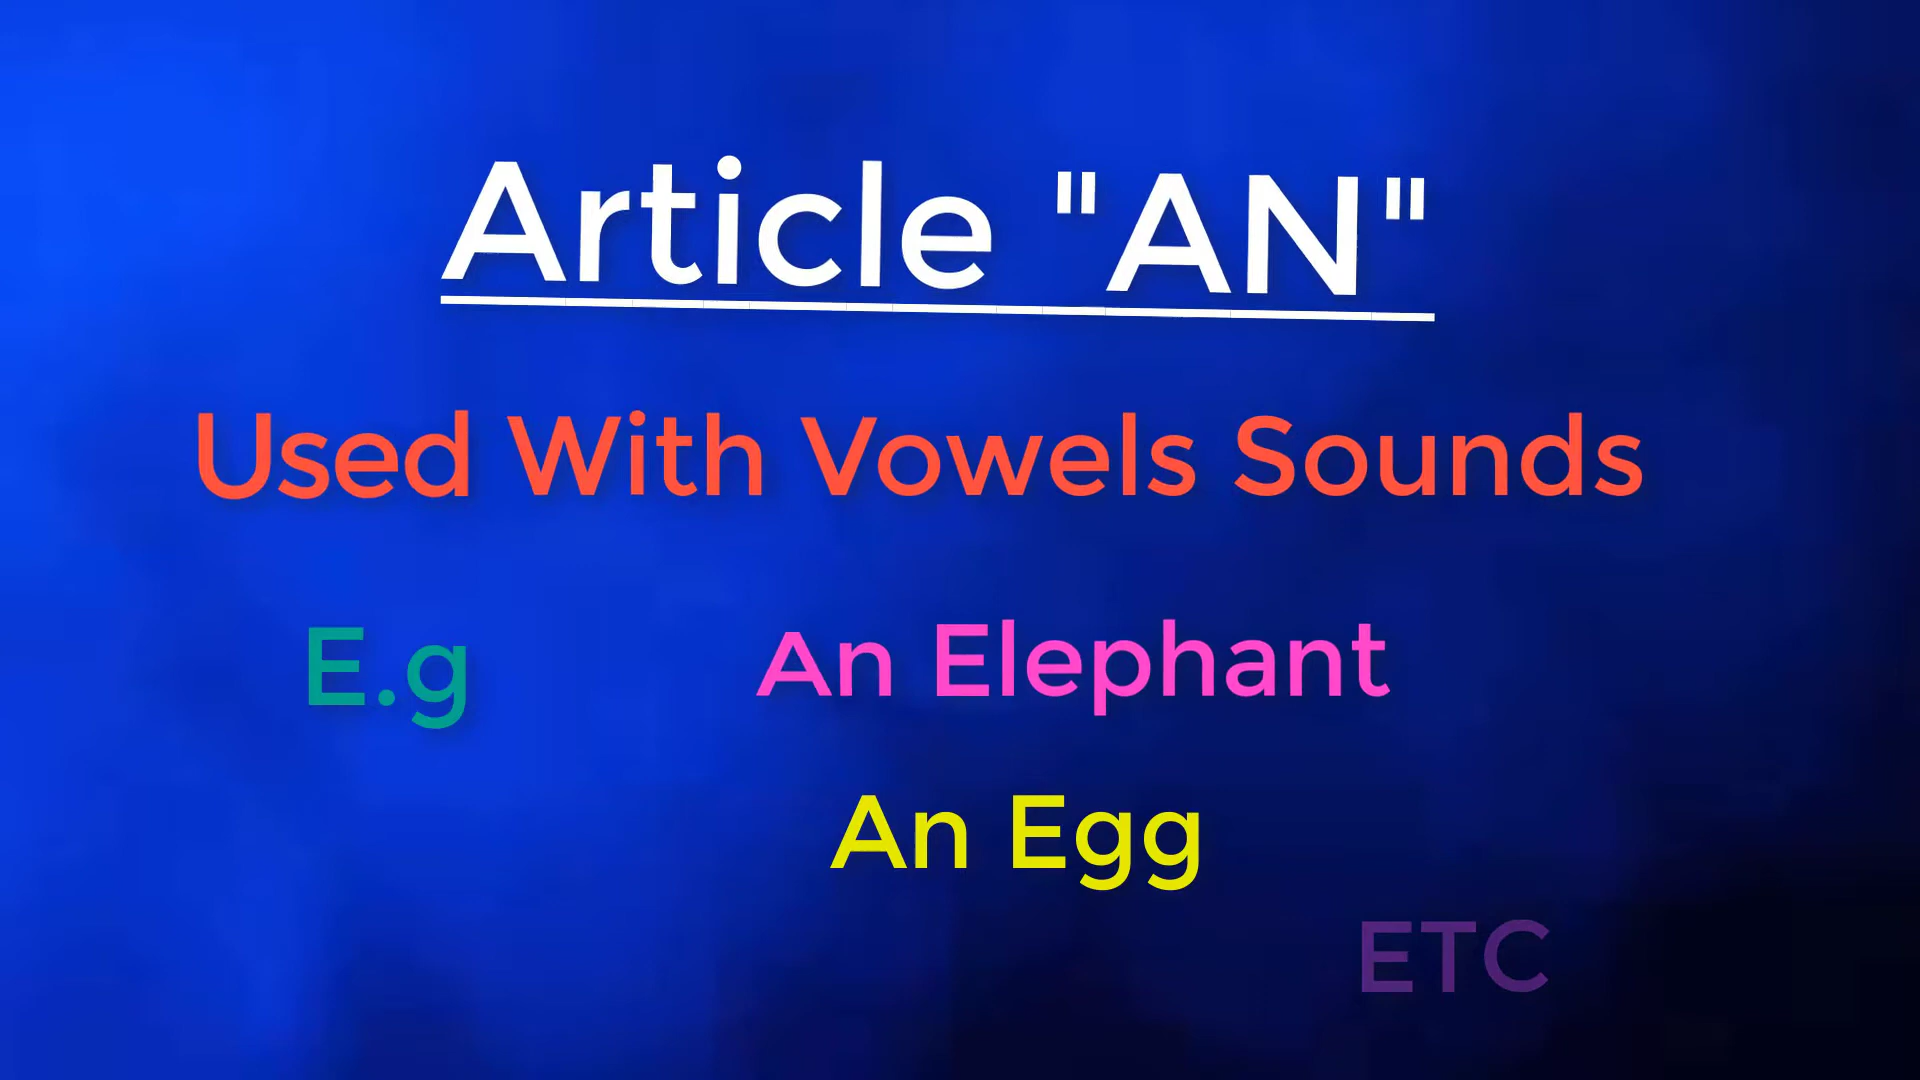 Article "AN"
Used With Vowels Sounds
E.g An Elephant
An Egg
ETC